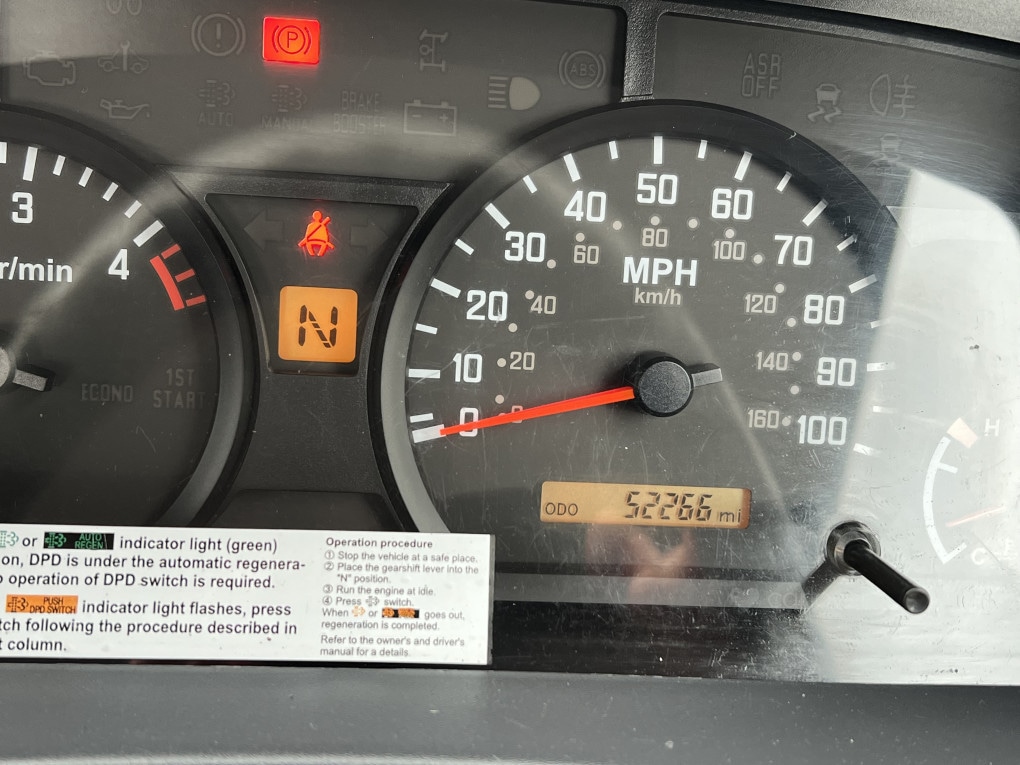 P
ABS
ASR
OFF
AUTO
MANUAL
BRAKE
BOOSTER
3
4
r/min
ECONO
1ST
START
N
0
10
20
30
40
50
60
70
80
90
100
MPH
km/h
0
20
40
60
80
100
120
140
160
ODO 52266 mi
H
C
or AUTO REGEN indicator light (green)
on, DPD is under the automatic regenera-
o operation of DPD switch is required.
PUSH DPD SWITCH indicator light flashes, press
tch following the procedure described in
t column.
Operation procedure
① Stop the vehicle at a safe place.
② Place the gearshift lever into the
"N" position.
③ Run the engine at idle.
④ Press switch.
When or goes out,
regeneration is completed.
Refer to the owner's and driver's
manual for a details.